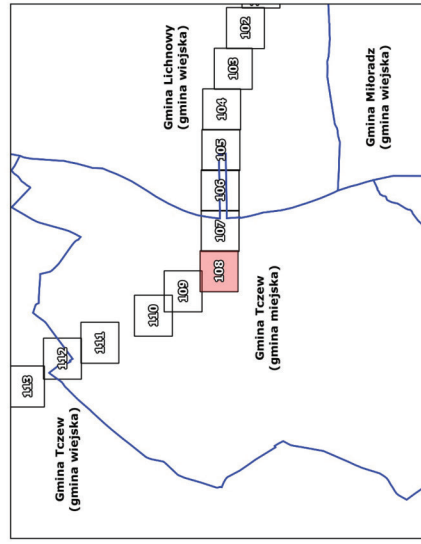 113
Gmina Tczew
(gmina wiejska)
112
111
110
109
Gmina Lichnowy
(gmina wiejska)
108
107
106
105
104
103
102
Gmina Tczew
(gmina miejska)
Gmina Miłoradz
(gmina wiejska)